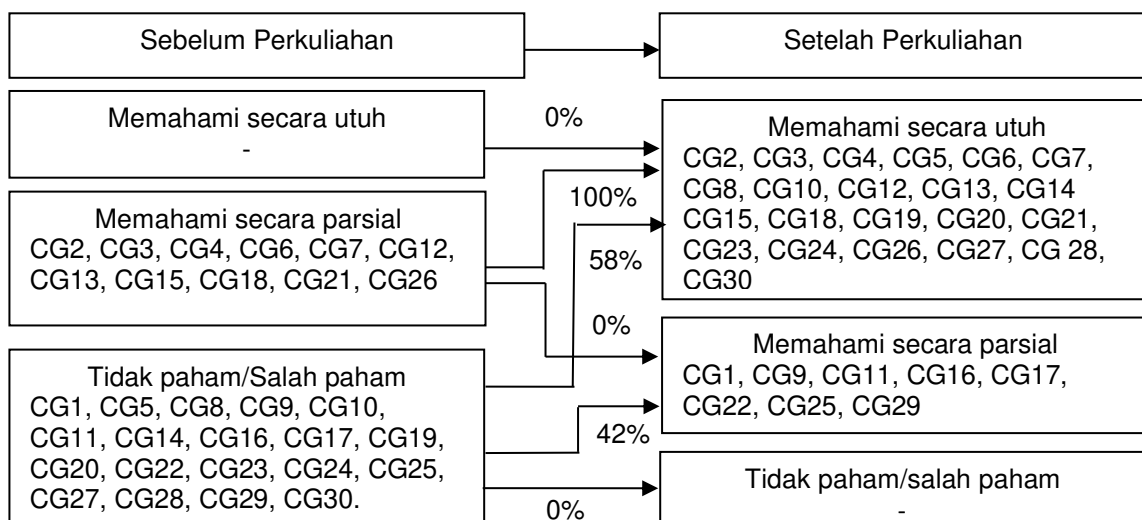 Sebelum Perkuliahan
Setelah Perkuliahan
Memahami secara utuh
-
0%
Memahami secara utuh
CG2, CG3, CG4, CG5, CG6, CG7,
CG8, CG10, CG12, CG13, CG14
CG15, CG18, CG19, CG20, CG21,
CG23, CG24, CG26, CG27, CG 28,
CG30
Memahami secara parsial
CG2, CG3, CG4, CG6, CG7, CG12,
CG13, CG15, CG18, CG21, CG26
100%
58%
0%
Memahami secara parsial
CG1, CG9, CG11, CG16, CG17,
CG22, CG25, CG29
Tidak paham/Salah paham
CG1, CG5, CG8, CG9, CG10,
CG11, CG14, CG16, CG17, CG19,
CG20, CG22, CG23, CG24, CG25,
CG27, CG28, CG29, CG30.
42%
0%
Tidak paham/salah paham
-